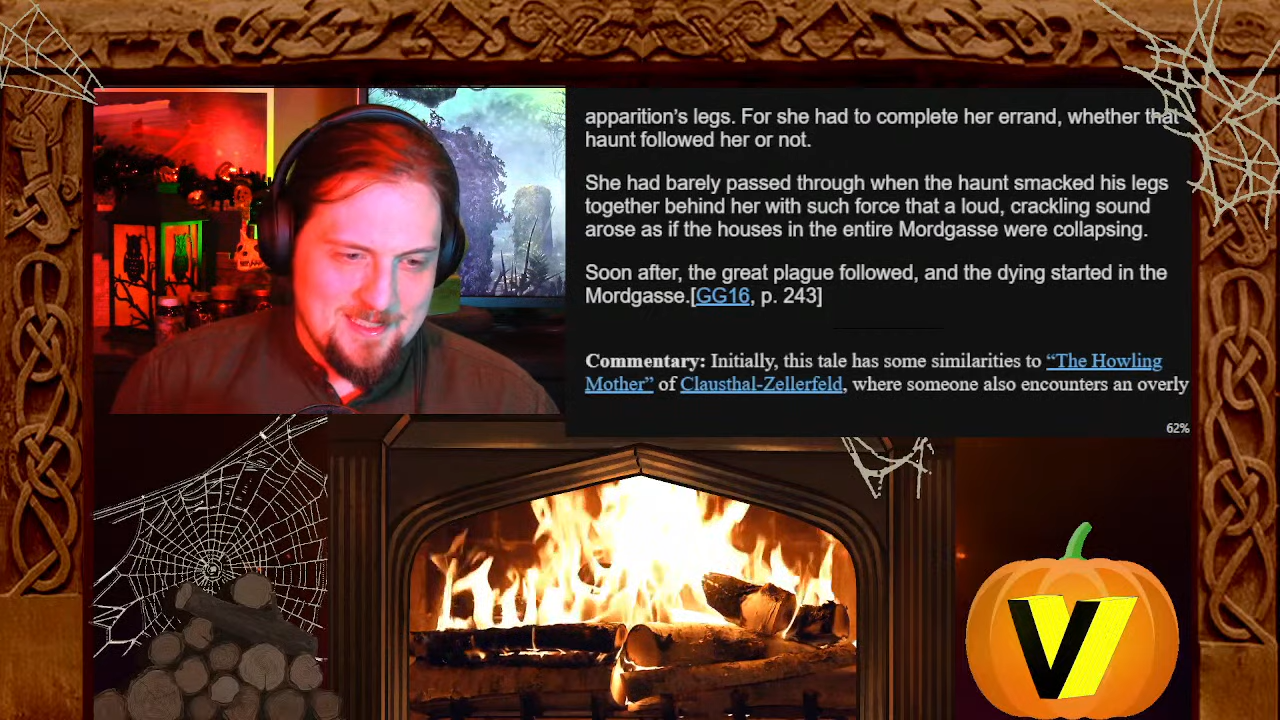 apparition's legs. For she had to complete her errand, whether that
haunt followed her or not.
She had barely passed through when the haunt smacked his legs
together behind her with such force that a loud, crackling sound
arose as if the houses in the entire Mordgasse were collapsing.
Soon after, the great plague followed, and the dying started in the
Mordgasse.[GG16, p. 243]
Commentary: Initially, this tale has some similarities to “The Howling
Mother” of Clausthal-Zellerfeld, where someone also encounters an overly
62%
V